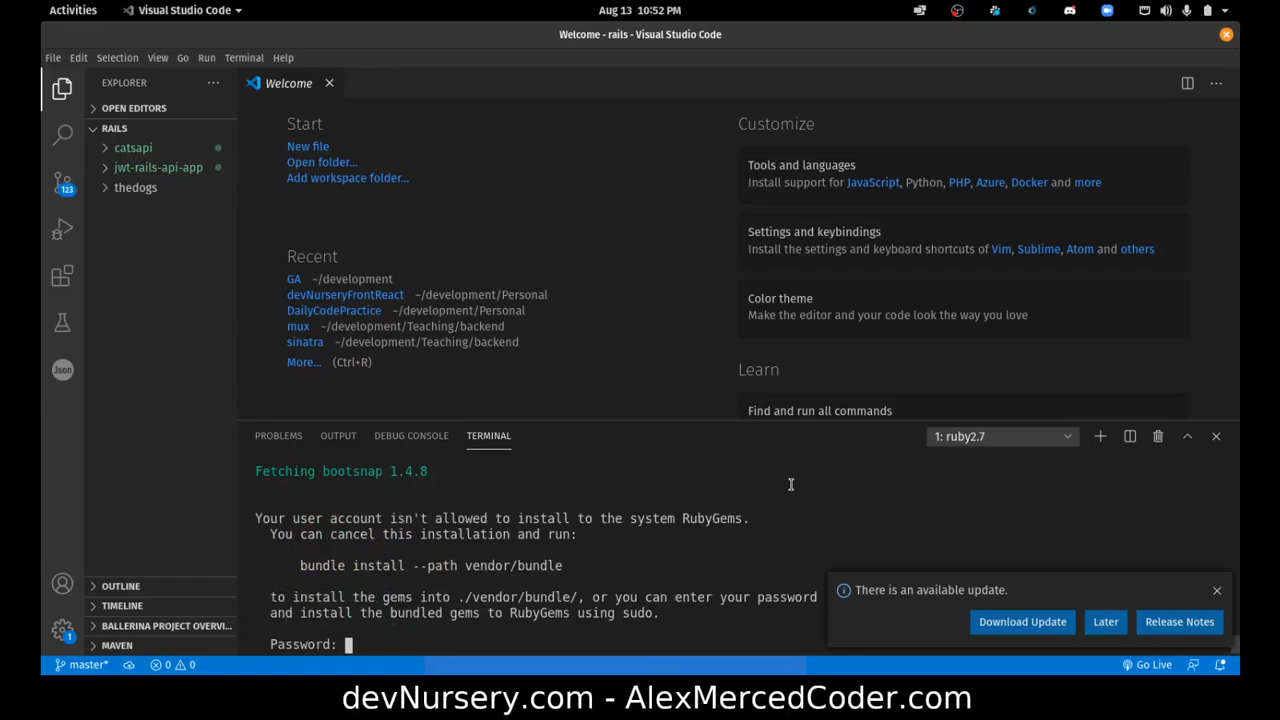 Activities
Visual Studio Code
Aug 13 10:52 PM
Welcome - rails - Visual Studio Code
File Edit Selection View Go Run Terminal Help
EXPLORER
OPEN EDITORS
RAILS
catsapi
jwt-rails-api-app
thedogs
123
Json
1
OUTLINE
TIMELINE
BALLERINA PROJECT OVERVI...
MAVEN
Welcome
Start
New file
Open folder...
Add workspace folder...
Recent
GA ~/development
devNurseryFrontReact ~/development/Personal
DailyCodePractice ~/development/Personal
mux ~/development/Teaching/backend
sinatra ~/development/Teaching/backend
More... (Ctrl+R)
Customize
Tools and languages
Install support for JavaScript, Python, PHP, Azure, Docker and more
Settings and keybindings
Install the settings and keyboard shortcuts of Vim, Sublime, Atom and others
Color theme
Make the editor and your code look the way you love
Learn
Find and run all commands
PROBLEMS OUTPUT DEBUG CONSOLE TERMINAL
1: ruby2.7
Fetching bootsnap 1.4.8
Your user account isn't allowed to install to the system RubyGems.
You can cancel this installation and run:
bundle install --path vendor/bundle
to install the gems into ./vendor/bundle/, or you can enter your password
and install the bundled gems to RubyGems using sudo.
Password:
There is an available update.
Download Update Later Release Notes
master* 0 0
Go Live
devNursery.com - AlexMercedCoder.com